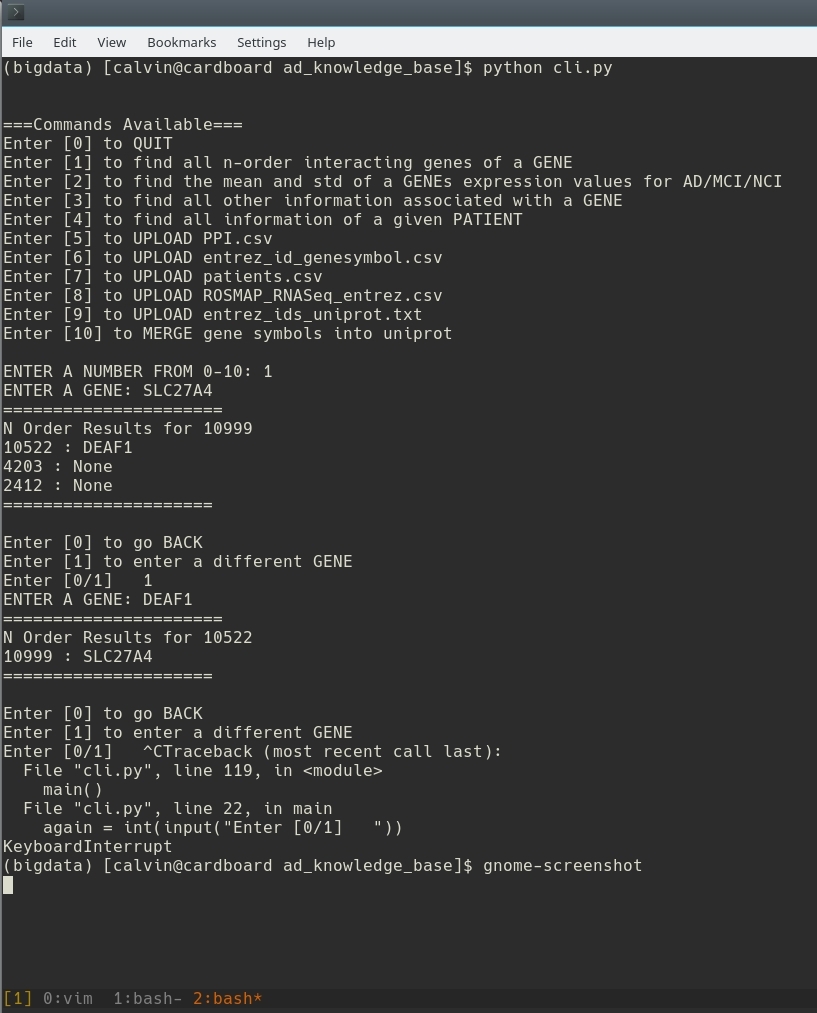 File Edit View Bookmarks Settings Help
(bigdata) [calvin@cardboard ad_knowledge_base]$ python cli.py
===Commands Available===
Enter [0] to QUIT
Enter [1] to find all n-order interacting genes of a GENE
Enter [2] to find the mean and std of a GENEs expression values for AD/MCI/NCI
Enter [3] to find all other information associated with a GENE
Enter [4] to find all information of a given PATIENT
Enter [5] to UPLOAD PPI.csv
Enter [6] to UPLOAD entrez_id_genesymbol.csv
Enter [7] to UPLOAD patients.csv
Enter [8] to UPLOAD ROSMAP_RNASeq_entrez.csv
Enter [9] to UPLOAD entrez_ids_uniprot.txt
Enter [10] to MERGE gene symbols into uniprot
ENTER A NUMBER FROM 0-10: 1
ENTER A GENE: SLC27A4
======================
N Order Results for 10999
10522 : DEAF1
4203 : None
2412 : None
=====================
Enter [0] to go BACK
Enter [1] to enter a different GENE
Enter [0/1]   1
ENTER A GENE: DEAF1
======================
N Order Results for 10522
10999 : SLC27A4
=====================
Enter [0] to go BACK
Enter [1] to enter a different GENE
Enter [0/1]   ^CTraceback (most recent call last):
  File "cli.py", line 119, in <module>
    main()
  File "cli.py", line 22, in main
    again = int(input("Enter [0/1]   "))
KeyboardInterrupt
(bigdata) [calvin@cardboard ad_knowledge_base]$ gnome-screenshot
[1] 0:vim  1:bash- 2:bash*